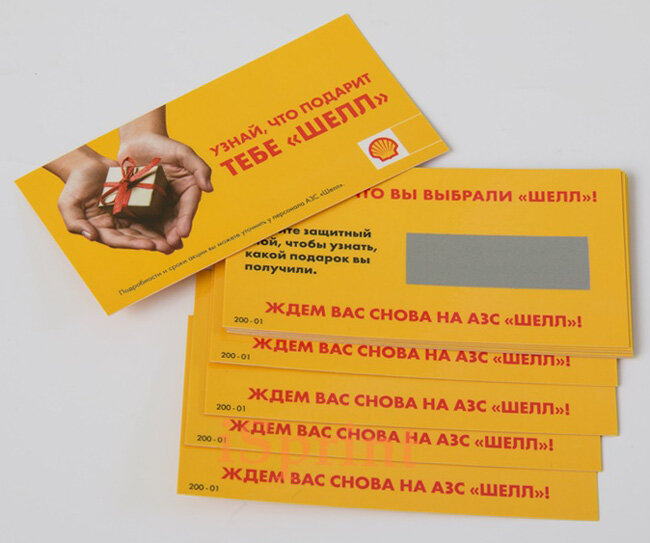 УЗНАЙ, ЧТО ПОДАРИТ
ТЕБЕ «ШЕЛЛ»
Подробности и сроки акции вы можете уточнить у персонала АЗС «Шелл».
ВЫ ВЫБРАЛИ «ШЕЛЛ»!
защитный
чтобы узнать,
какой подарок вы
получили.
ЖДЕМ ВАС СНОВА НА АЗС «ШЕЛЛ»!
200 - 01
ЖДЕМ ВАС СНОВА НА АЗС «ШЕЛЛ»!
200 - 01
ЖДЕМ ВАС СНОВА НА АЗС «ШЕЛЛ»!
200 - 01
ЖДЕМ ВАС СНОВА НА АЗС «ШЕЛЛ»!
200 - 01
iSprint
ЖДЕМ ВАС СНОВА НА АЗС «ШЕЛЛ»!
200 - 01